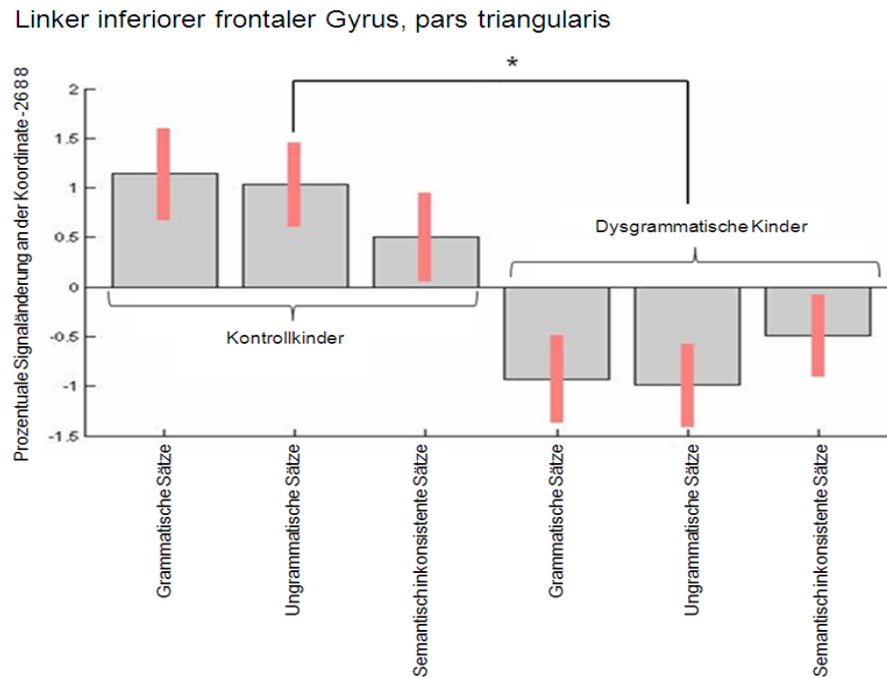 Linker inferiorer frontaler Gyrus, pars triangularis
Prozentuale Signaländerung an der Koordinate -26 8 8
*
2
1.5
1
0.5
0
-0.5
-1
-1.5
Dysgrammatische Kinder
Kontrollkinder
Grammatische Sätze
Ungrammatische Sätze
Semantisch inkonsistente Sätze
Grammatische Sätze
Ungrammatische Sätze
Semantisch inkonsistente Sätze